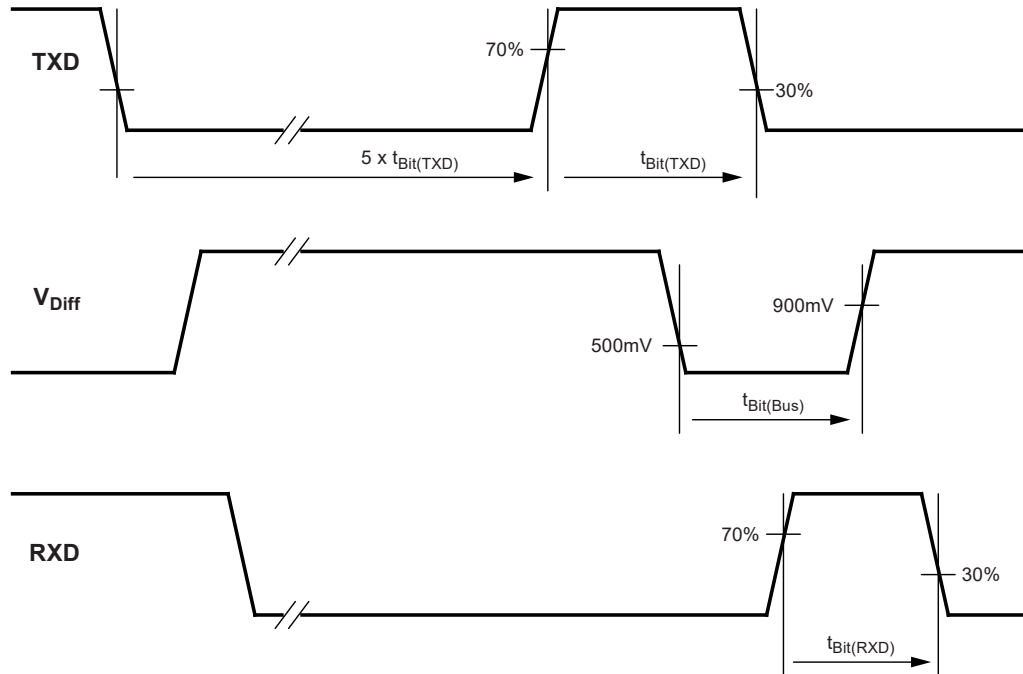 TXD
70%
30%
5 x tBit(TXD)
tBit(TXD)
VDiff
900mV
500mV
tBit(Bus)
RXD
70%
30%
tBit(RXD)